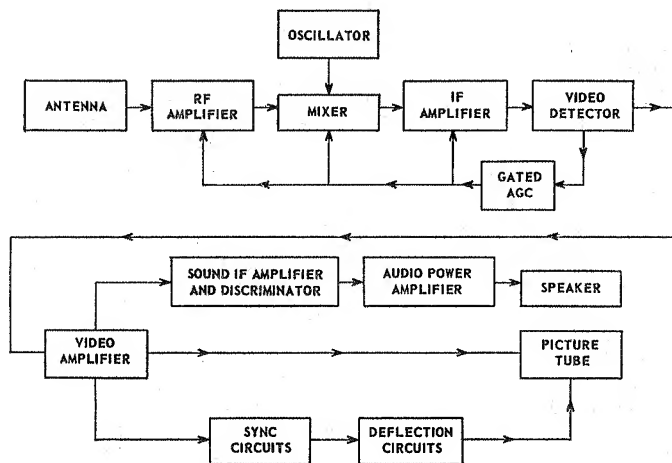 OSCILLATOR
ANTENNA
RF
AMPLIFIER
MIXER
IF
AMPLIFIER
VIDEO
DETECTOR
GATED
AGC
SOUND IF AMPLIFIER
AND DISCRIMINATOR
AUDIO POWER
AMPLIFIER
SPEAKER
VIDEO
AMPLIFIER
PICTURE
TUBE
SYNC
CIRCUITS
DEFLECTION
CIRCUITS